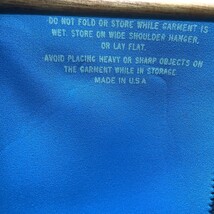 DO NOT FOLD OR STORE WHILE GARMENT IS
WET. STORE ON WIDE SHOULDER HANGER,
OR LAY FLAT.
AVOID PLACING HEAVY OR SHARP OBJECTS ON
THE GARMENT WHILE IN STORAGE
MADE IN U.S.A